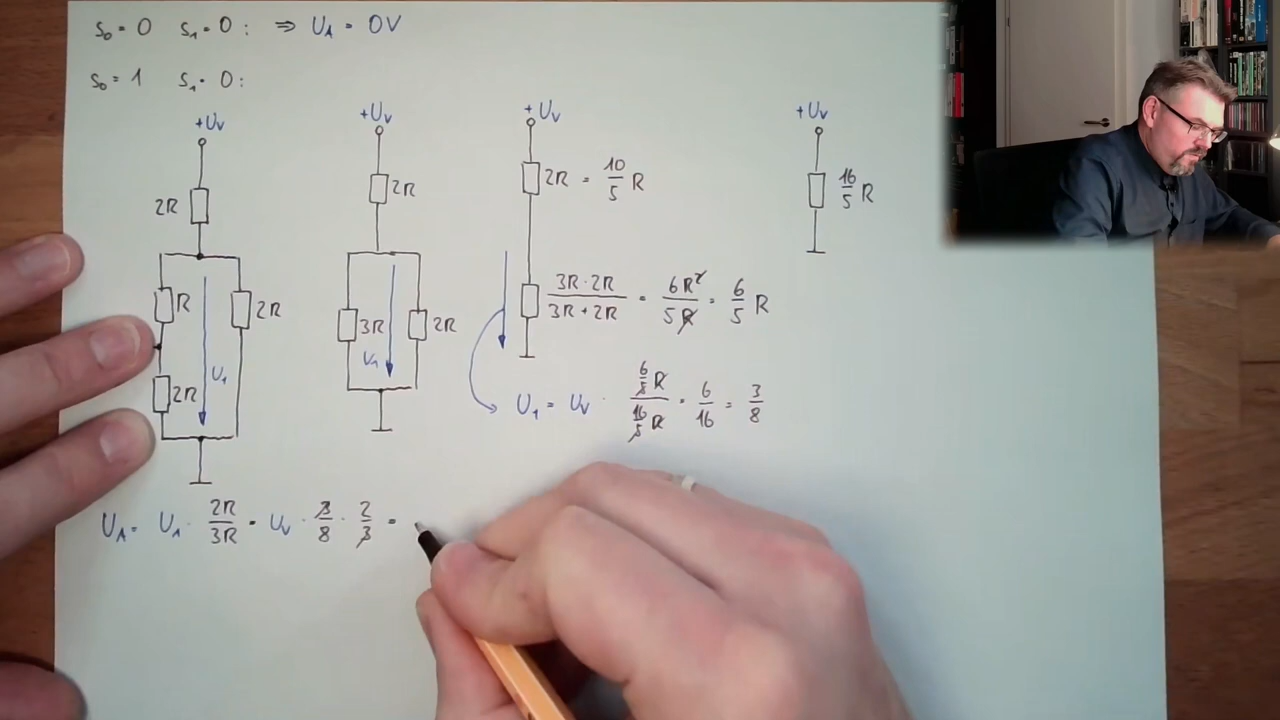 S₀ = 0 S₁ = 0 : ⇒ U_A = 0V
S₀ = 1 S₁ = 0 :
+U_V
2R
R
2R
2R
U₁
+U_V
2R
3R
2R
U₁
+U_V
2R = 10/5 R
(3R · 2R)/(3R + 2R) = 6R²/5R = 6/5 R
U₁ = U_V · (6/5 R)/(16/5 R) = 6/16 = 3/8
+U_V
16/5 R
U_A = U₁ · 2R/3R = U_V · 3/8 · 2/3 =